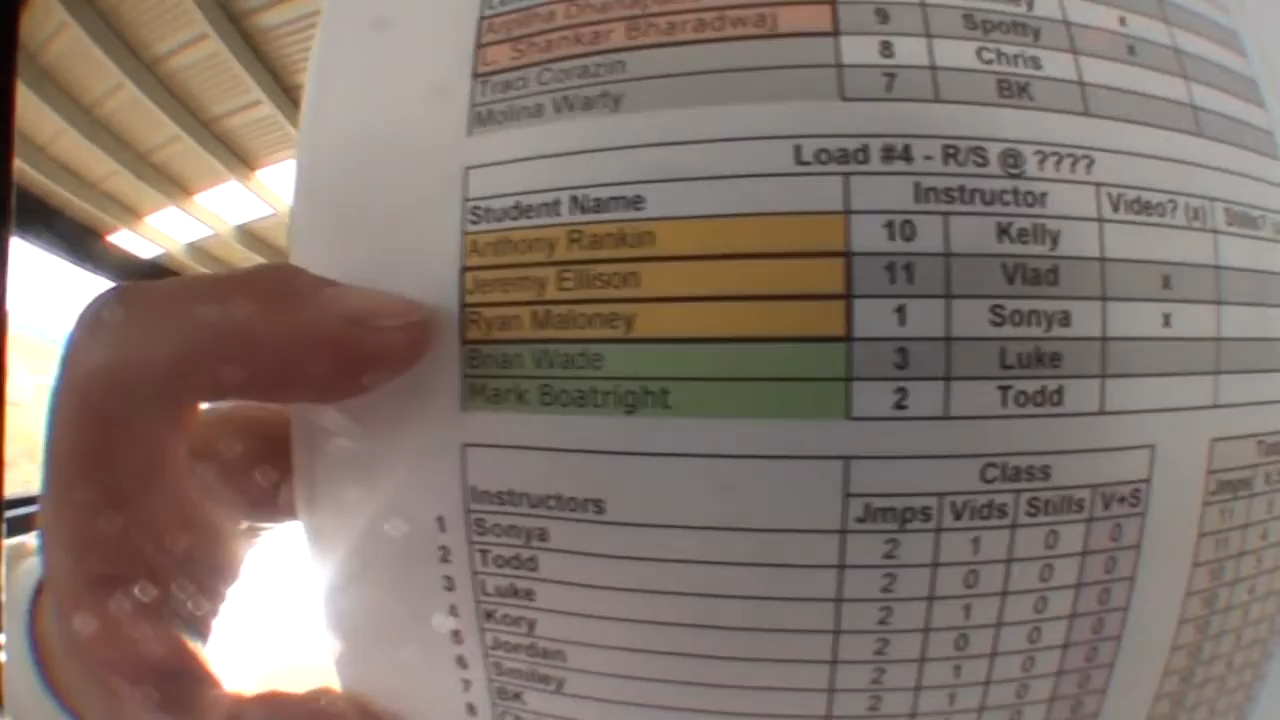 L. Shankar Bharadwaj 9 Spotty x
Traci Corazin 8 Chris x
Molina Warty 7 BK
Load #4 - R/S @ ????
Student Name Instructor Video? (x) Stills?
Anthony Rankin 10 Kelly
Jeremy Ellison 11 Vlad x
Ryan Maloney 1 Sonya x
Brian Wade 3 Luke
Mark Boatright 2 Todd
Class
Instructors Jmps Vids Stills V+S
1 Sonya 2 1 0 0
2 Todd 2 0 0 0
3 Luke 2 1 0 0
4 Kory 2 0 0 0
5 Jordan 2 1 0 0
6 Smiley 2 1 0 0
7 BK
8
Jmps